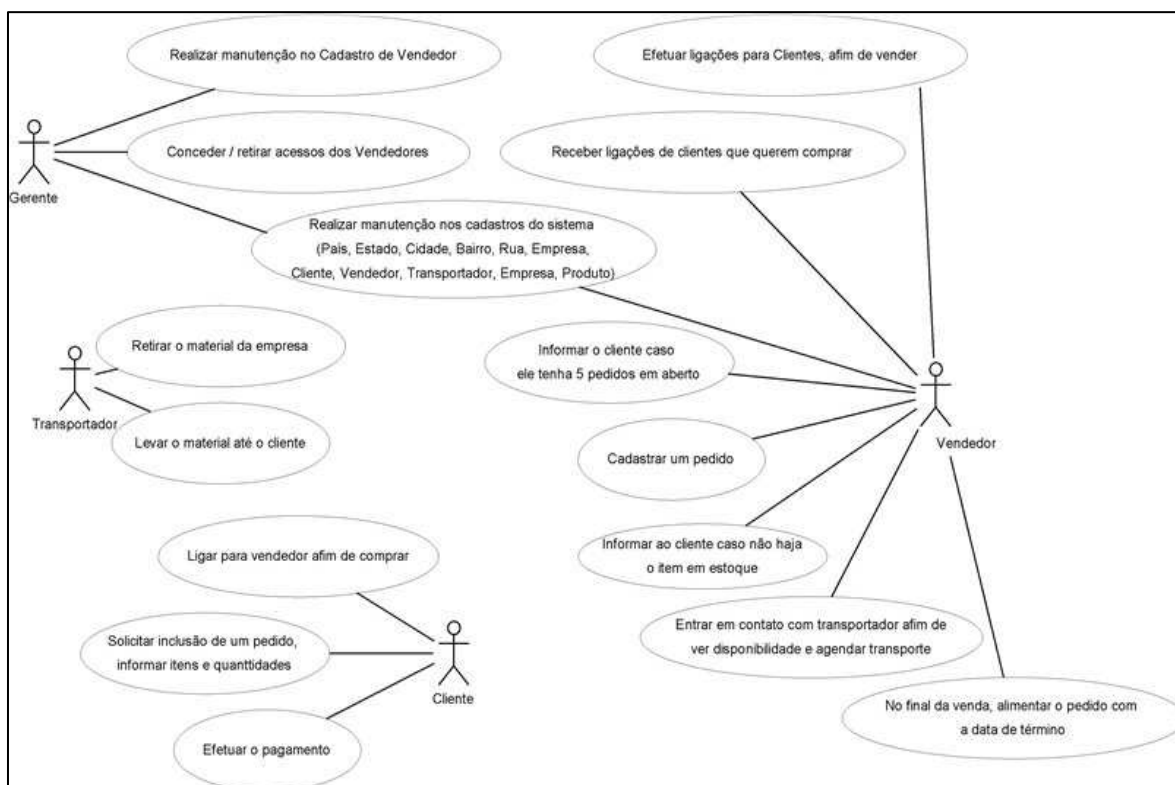 Realizar manutenção no Cadastro de Vendedor
Efetuar ligações para Clientes, afim de vender
Conceder / retirar acessos dos Vendedores
Receber ligações de clientes que querem comprar
Gerente
Realizar manutenção nos cadastros do sistema
(País, Estado, Cidade, Bairro, Rua, Empresa,
Cliente, Vendedor, Transportador, Empresa, Produto)
Retirar o material da empresa
Informar o cliente caso
ele tenha 5 pedidos em aberto
Transportador
Levar o material até o cliente
Vendedor
Cadastrar um pedido
Ligar para vendedor afim de comprar
Informar ao cliente caso não haja
o item em estoque
Solicitar inclusão de um pedido,
informar itens e quanttidades
Entrar em contato com transportador afim de
ver disponibilidade e agendar transporte
Cliente
No final da venda, alimentar o pedido com
a data de término
Efetuar o pagamento